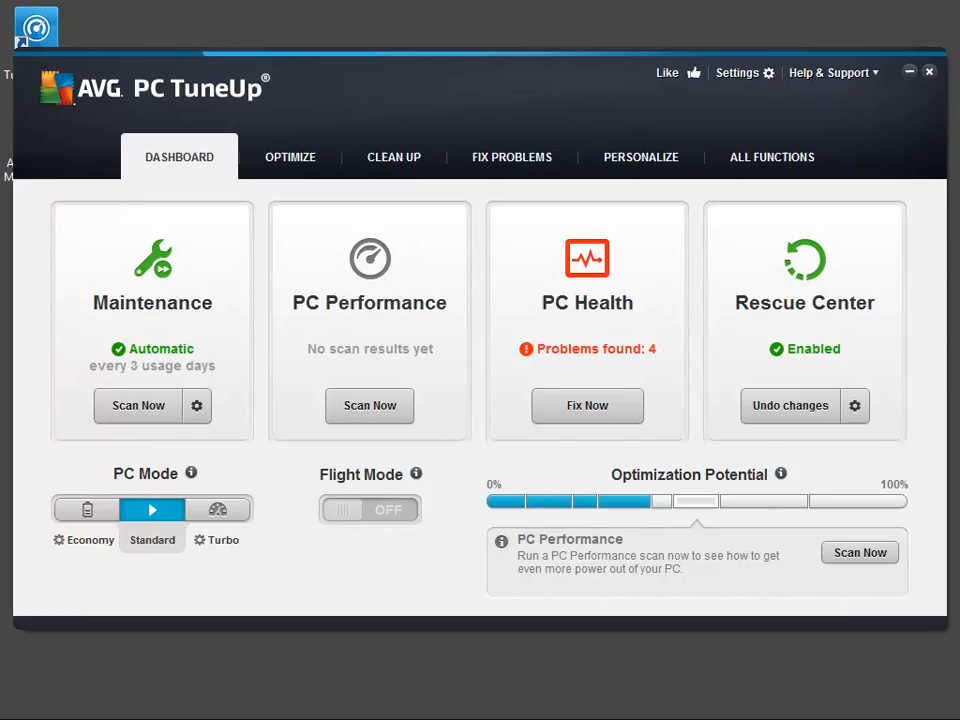 Like
Settings
Help & Support
AVG. PC TuneUp®
DASHBOARD
OPTIMIZE
CLEAN UP
FIX PROBLEMS
PERSONALIZE
ALL FUNCTIONS
Maintenance
Automatic
every 3 usage days
Scan Now
PC Performance
No scan results yet
Scan Now
PC Health
Problems found: 4
Fix Now
Rescue Center
Enabled
Undo changes
PC Mode
Economy
Standard
Turbo
Flight Mode
OFF
Optimization Potential
0%
100%
PC Performance
Run a PC Performance scan now to see how to get
even more power out of your PC.
Scan Now